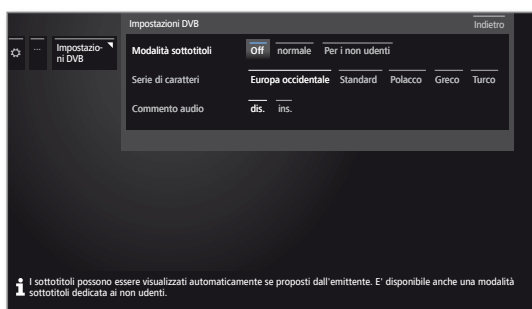 Impostazioni DVB
Indietro
...
Impostazio-
ni DVB
Modalità sottotitoli
Off normale Per i non udenti
Serie di caratteri
Europa occidentale Standard Polacco Greco Turco
Commento audio
dis. ins.
I sottotitoli possono essere visualizzati automaticamente se proposti dall'emittente. E' disponibile anche una modalità
sottotitoli dedicata ai non udenti.